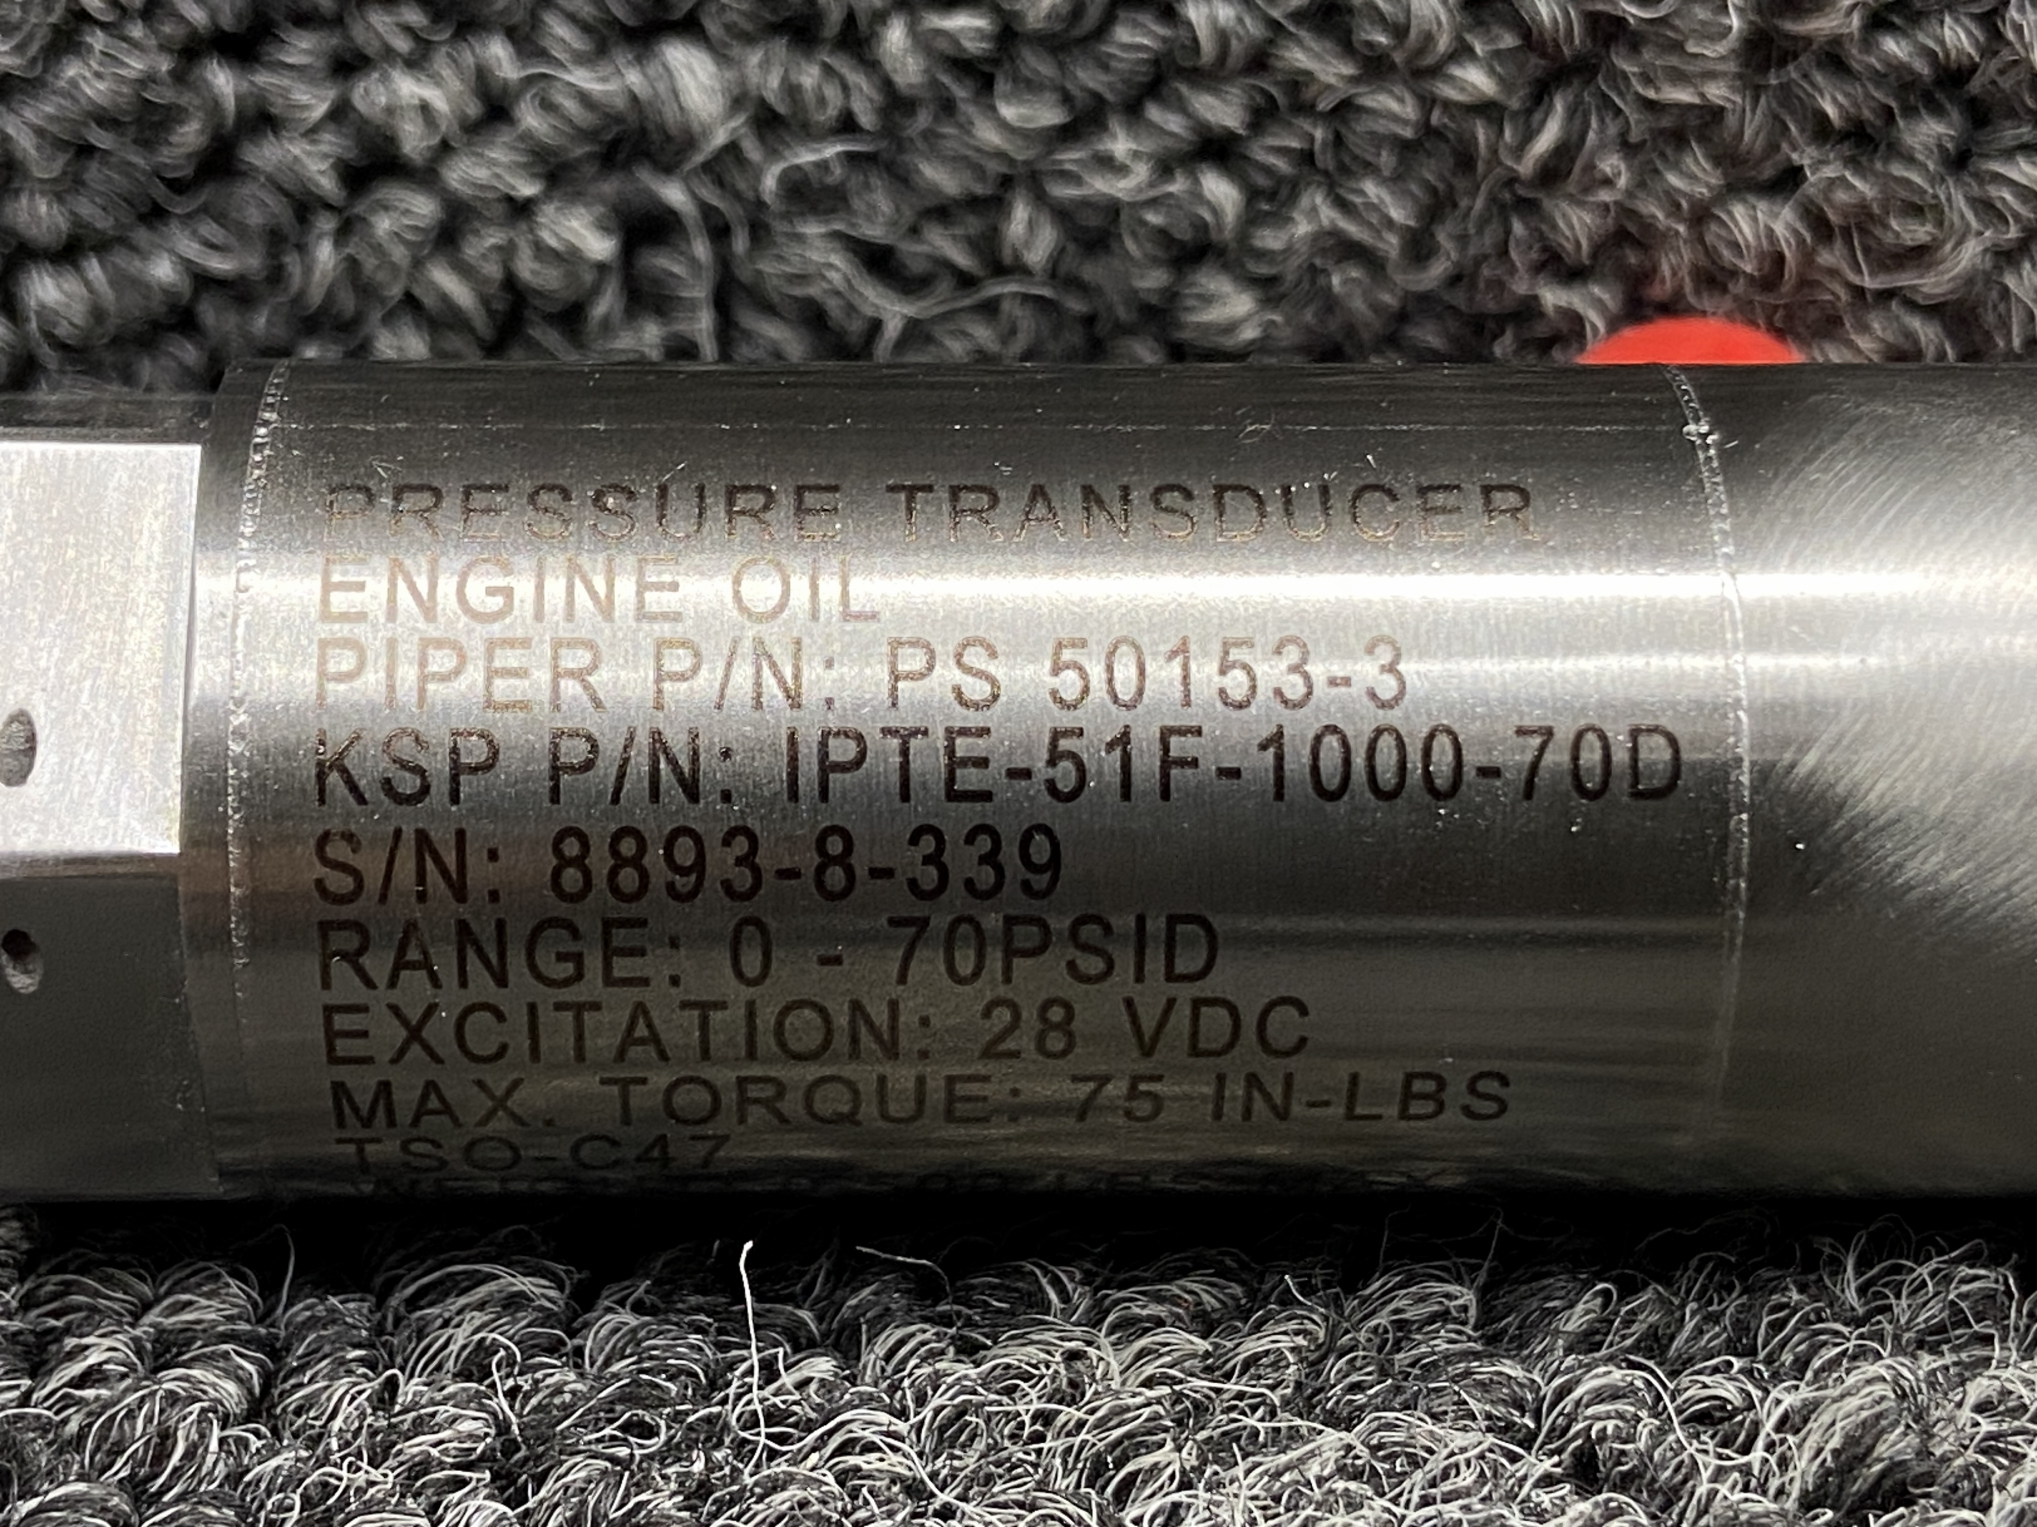 PRESSURE TRANSDUCER
ENGINE OIL
PIPER P/N: PS 50153-3
KSP P/N: IPTE-51F-1000-70D
S/N: 8893-8-339
RANGE: 0 - 70PSID
EXCITATION: 28 VDC
MAX. TORQUE: 75 IN-LBS
TSO-C47